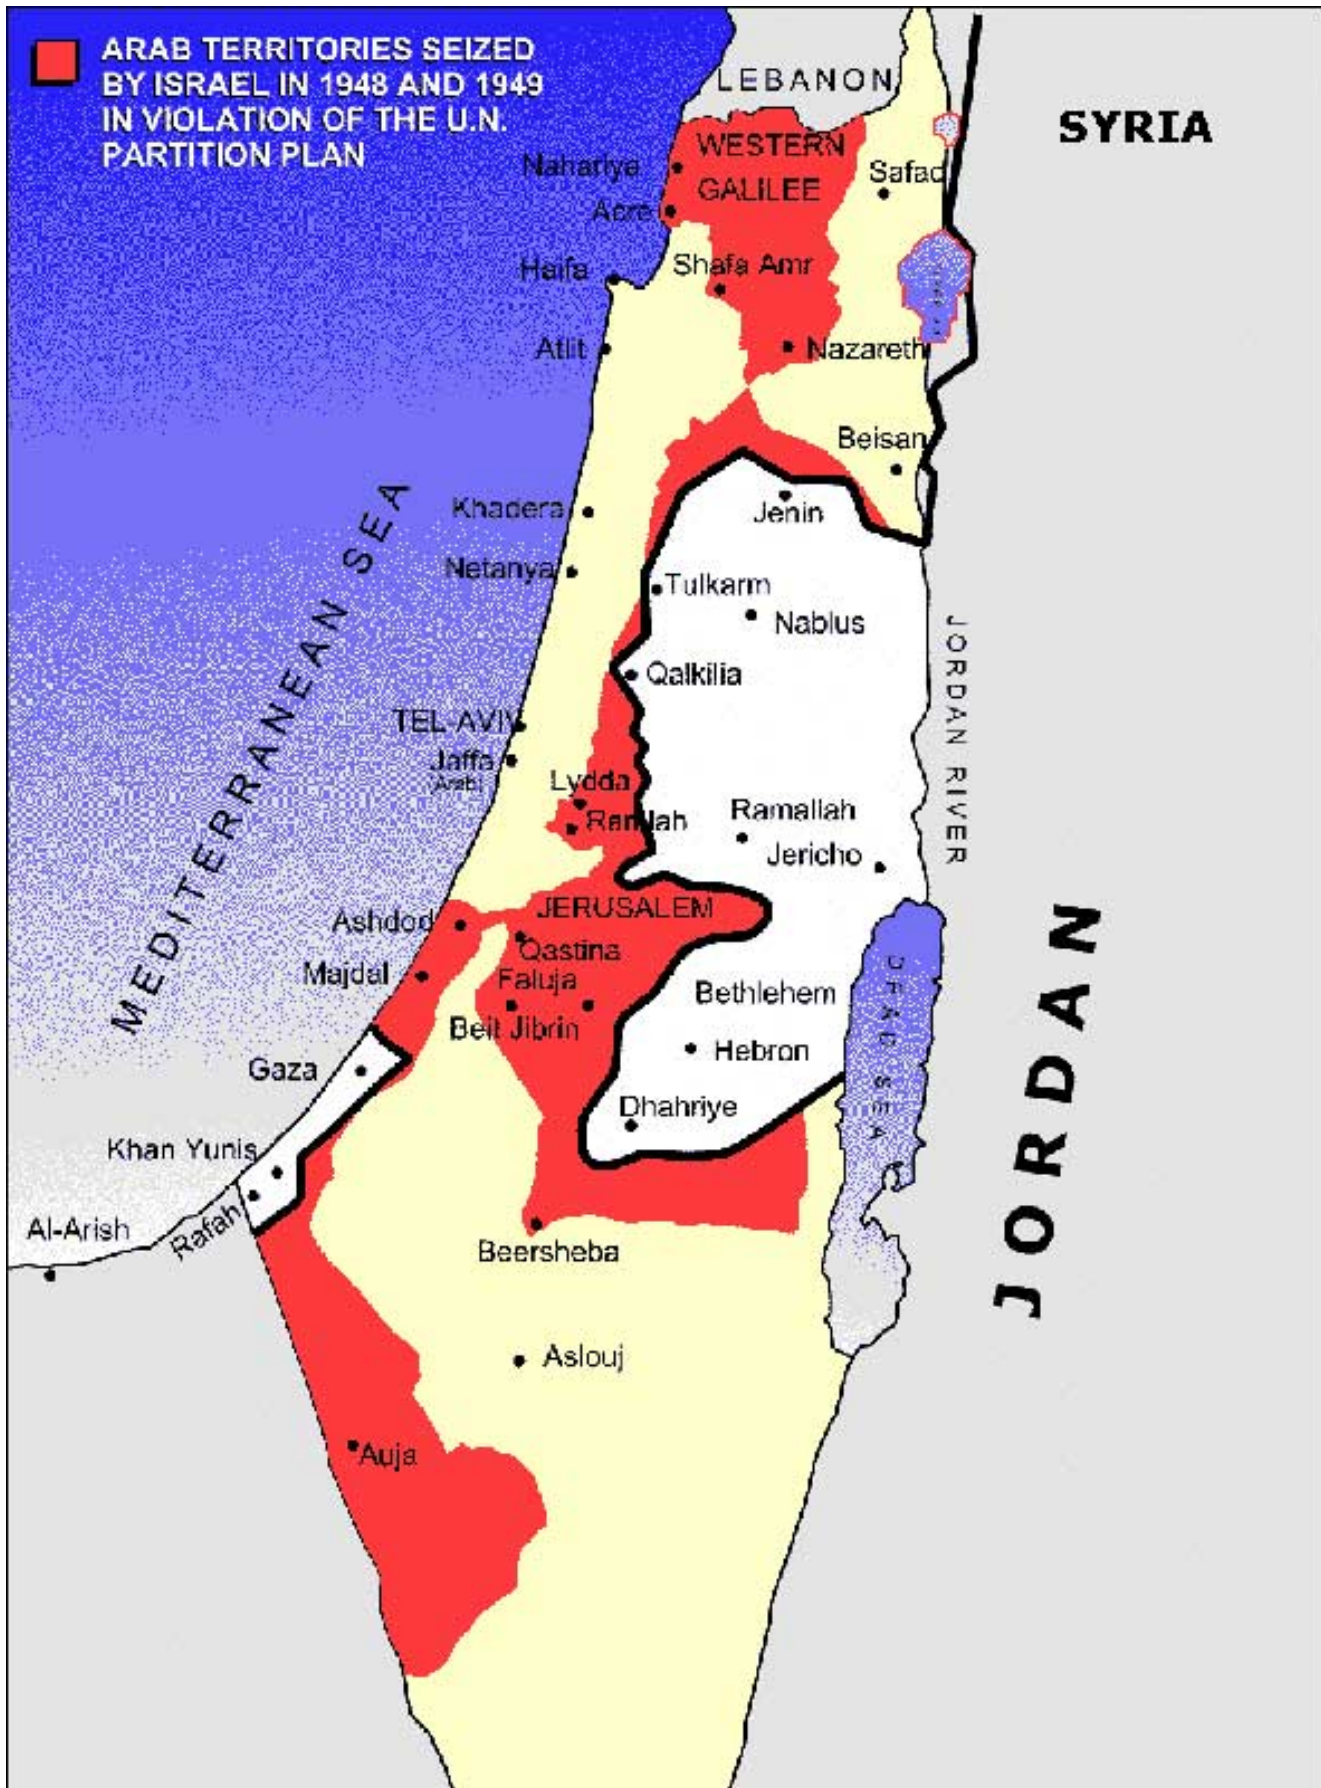 ARAB TERRITORIES SEIZED
BY ISRAEL IN 1948 AND 1949
IN VIOLATION OF THE U.N.
PARTITION PLAN
LEBANON
SYRIA
WESTERN
GALILEE
Nahariya
Safad
Acre
Haifa
Shafa Amr
Atlit
Nazareth
Beisan
MEDITERRANEAN SEA
Khadera
Jenin
Netanya
Tulkarm
Nablus
JORDAN RIVER
Qalkilia
TEL-AVIV
Jaffa
(Arab)
Lydda
Ramlah
Ramallah
Jericho
JERUSALEM
Ashdod
Qastina
Majdal
Faluja
Beit Jibrin
Bethlehem
DEAD SEA
JORDAN
Gaza
Hebron
Dhahriye
Khan Yunis
Rafah
Al-Arish
Beersheba
Aslouj
Auja